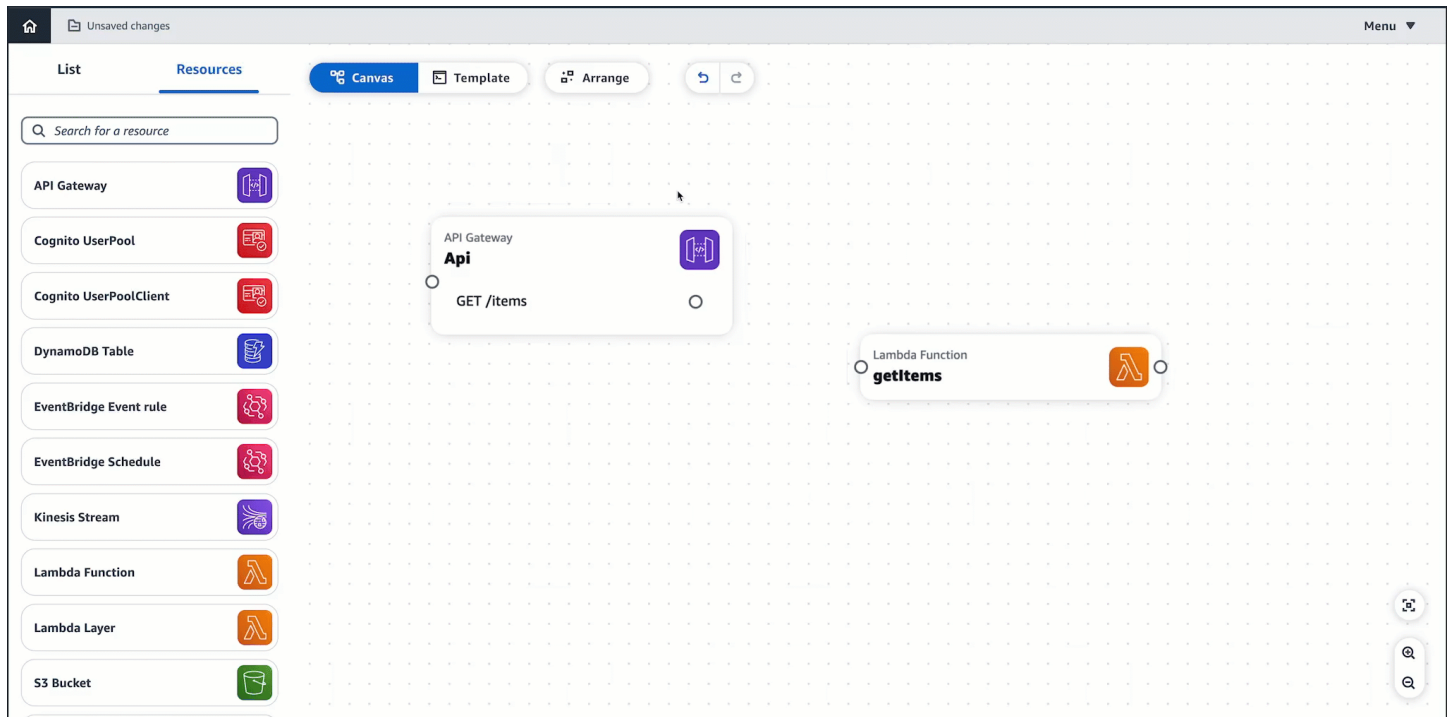 Unsaved changes
Menu
List
Resources
Canvas
Template
Arrange
Search for a resource
API Gateway
Cognito UserPool
Cognito UserPoolClient
DynamoDB Table
EventBridge Event rule
EventBridge Schedule
Kinesis Stream
Lambda Function
Lambda Layer
S3 Bucket
API Gateway
Api
GET /items
Lambda Function
getItems